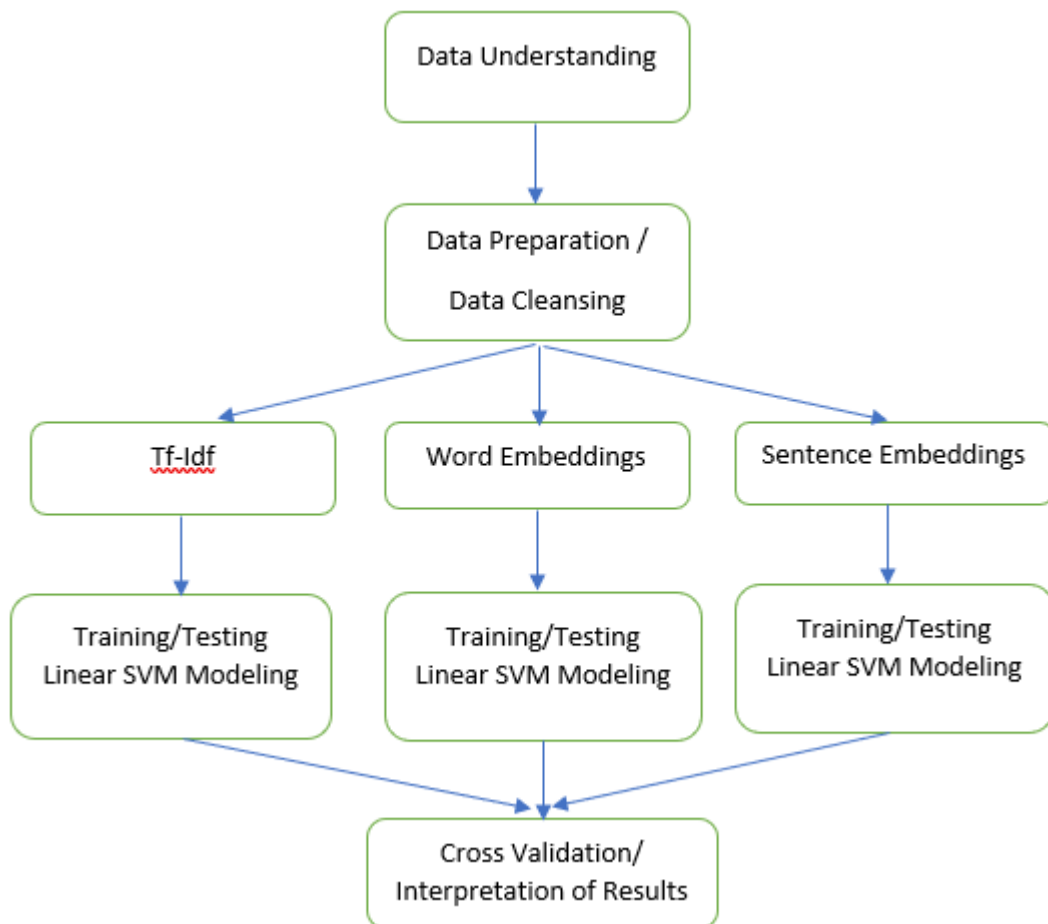 Data Understanding
Data Preparation /
Data Cleansing
Tf-Idf
Word Embeddings
Sentence Embeddings
Training/Testing
Linear SVM Modeling
Training/Testing
Linear SVM Modeling
Training/Testing
Linear SVM Modeling
Cross Validation/
Interpretation of Results